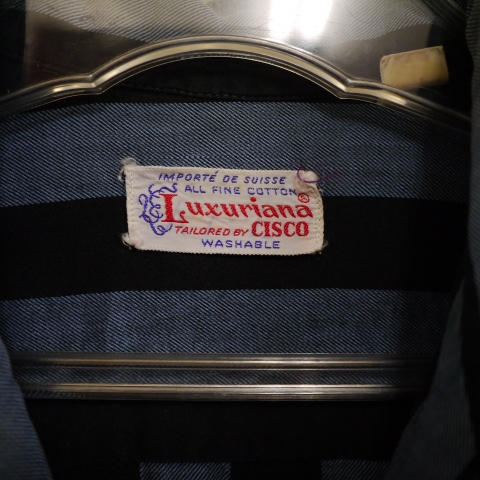 IMPORTÉ DE SUISSE
ALL FINE COTTON
Luxuriana®
TAILORED BY CISCO
WASHABLE